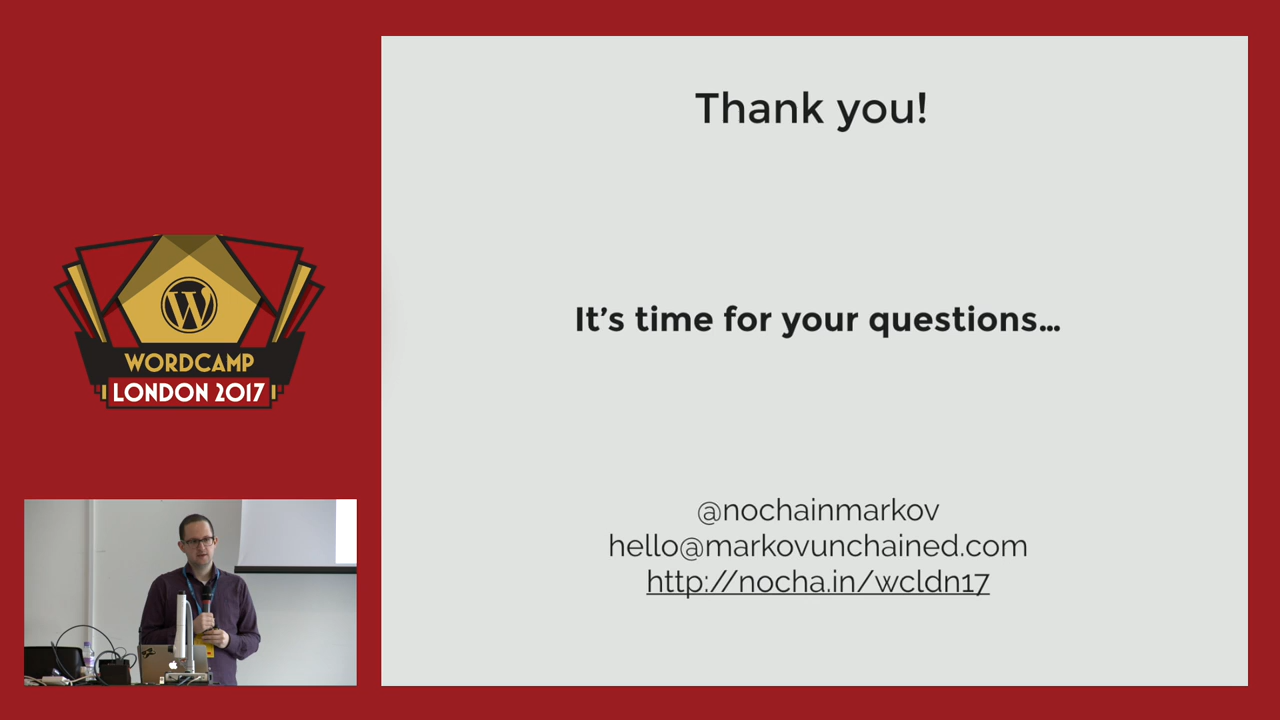 Thank you!
It's time for your questions...
@nochainmarkov
hello@markovunchained.com
http://nocha.in/wcldn17
WORDCAMP
LONDON 2017